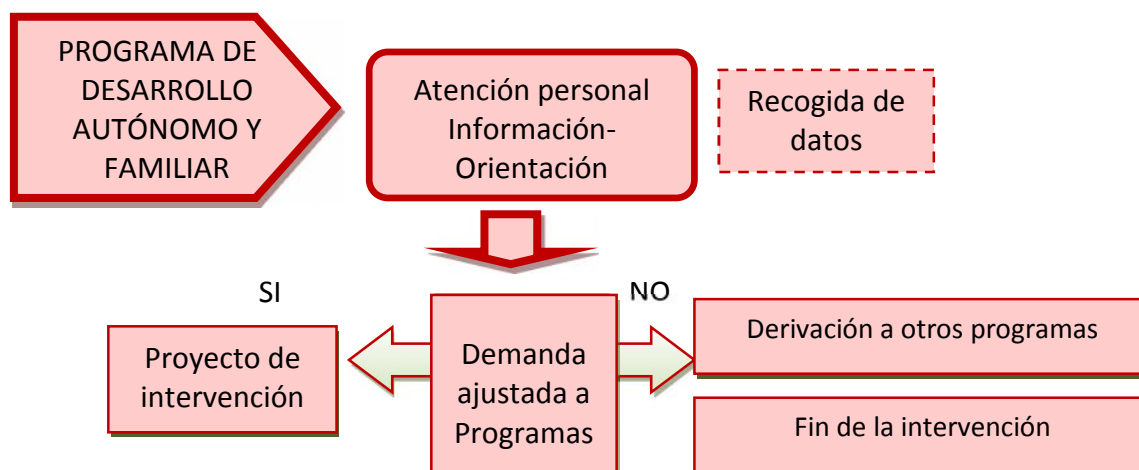 PROGRAMA DE
DESARROLLO
AUTÓNOMO Y
FAMILIAR
Atención personal
Información-
Orientación
Recogida de
datos
SI
NO
Proyecto de
intervención
Demanda
ajustada a
Programas
Derivación a otros programas
Fin de la intervención